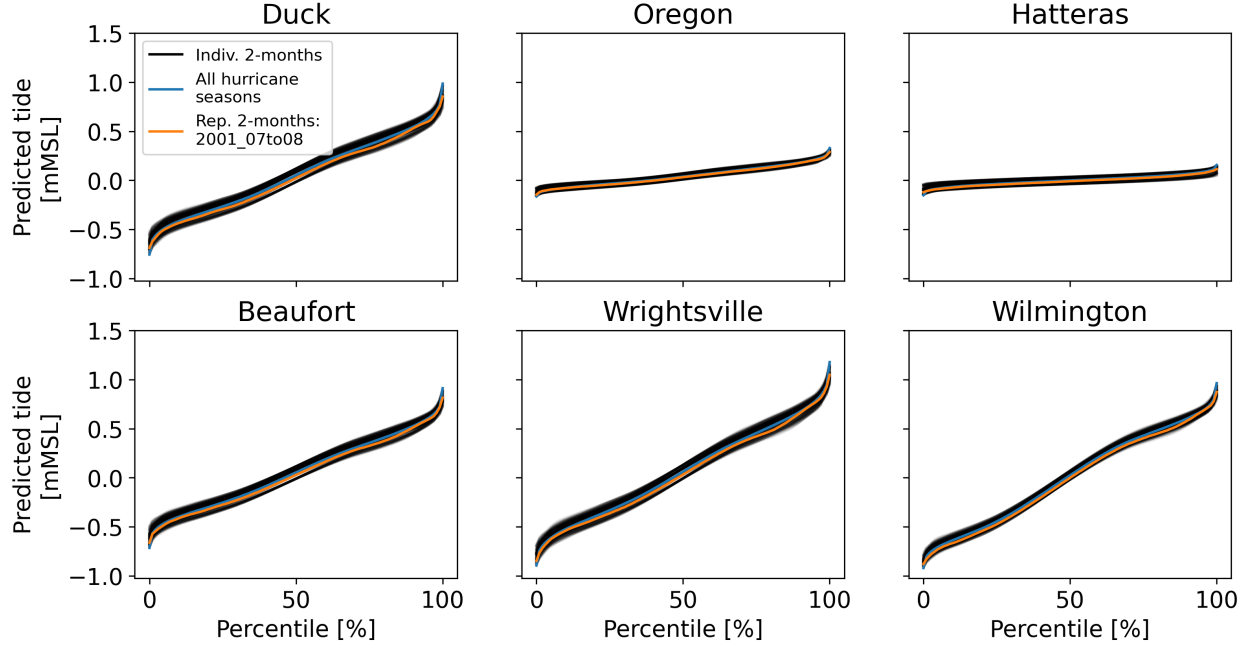 Duck
Oregon
Hatteras
1.5
1.0
0.5
0.0
−0.5
−1.0
Predicted tide
[mMSL]
Indiv. 2-months
All hurricane
seasons
Rep. 2-months:
2001_07to08
Beaufort
Wrightsville
Wilmington
1.5
1.0
0.5
0.0
−0.5
−1.0
Predicted tide
[mMSL]
0 50 100
0 50 100
0 50 100
Percentile [%]
Percentile [%]
Percentile [%]